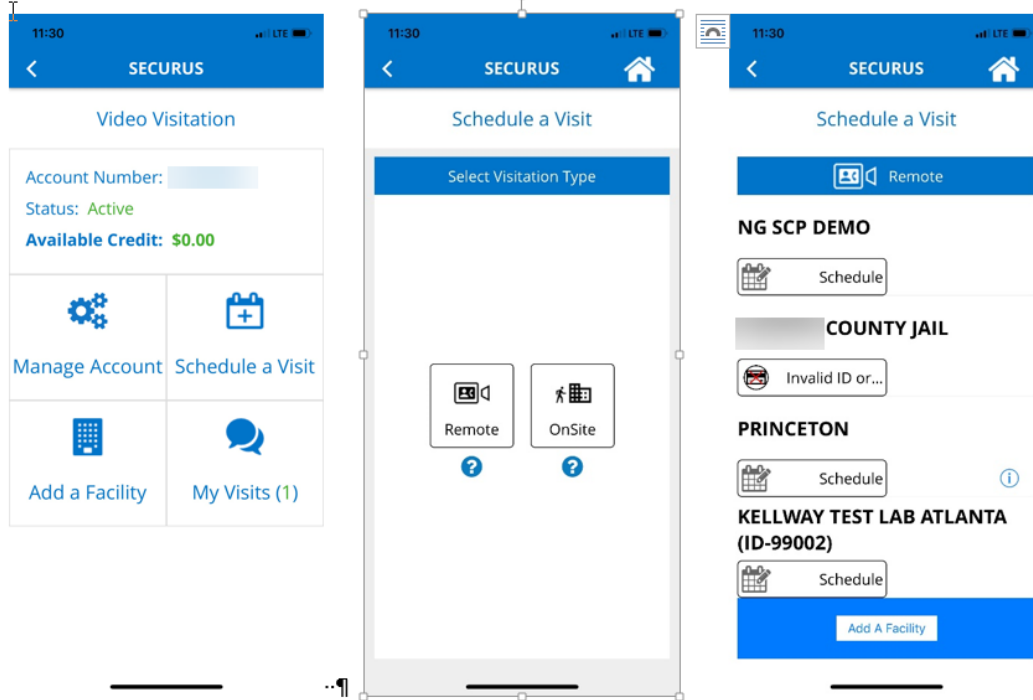 11:30
LTE
SECURUS
Video Visitation
Account Number:
Status: Active
Available Credit: $0.00
Manage Account
Schedule a Visit
Add a Facility
My Visits (1)
11:30
LTE
SECURUS
Schedule a Visit
Select Visitation Type
Remote
OnSite
?
?
11:30
LTE
SECURUS
Schedule a Visit
Remote
NG SCP DEMO
Schedule
COUNTY JAIL
Invalid ID or...
PRINCETON
Schedule
i
KELLWAY TEST LAB ATLANTA
(ID-99002)
Schedule
Add A Facility
··¶